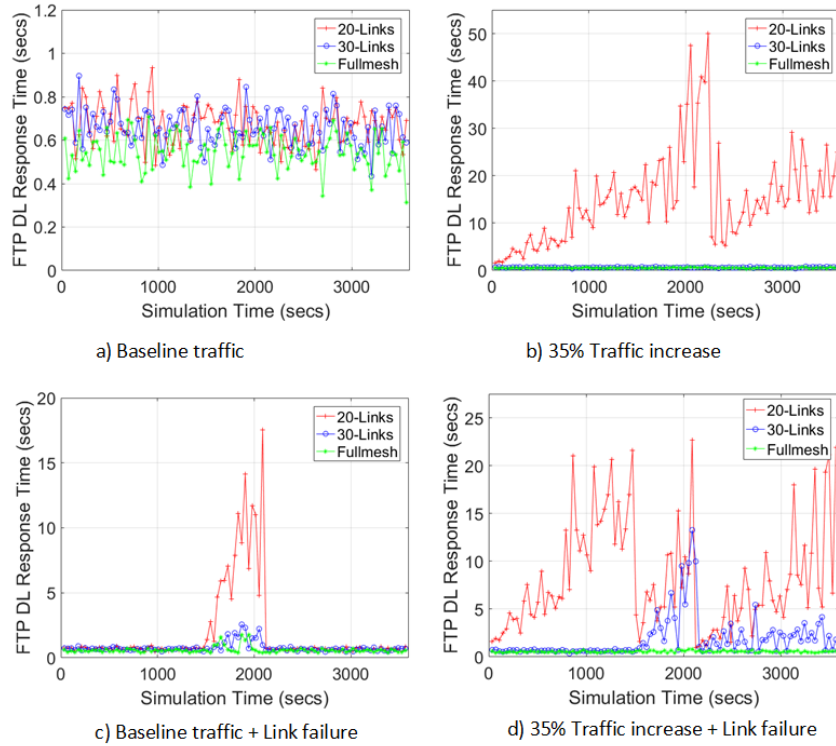 1.2
1
0.8
0.6
0.4
0.2
0
FTP DL Response Time (secs)
20-Links
30-Links
Fullmesh
0 1000 2000 3000
Simulation Time (secs)
a) Baseline traffic
50
40
30
20
10
0
FTP DL Response Time (secs)
20-Links
30-Links
Fullmesh
0 1000 2000 3000
Simulation Time (secs)
b) 35% Traffic increase
20
15
10
5
0
FTP DL Response Time (secs)
20-Links
30-Links
Fullmesh
0 1000 2000 3000
Simulation Time (secs)
c) Baseline traffic + Link failure
25
20
15
10
5
0
FTP DL Response Time (secs)
20-Links
30-Links
Fullmesh
0 1000 2000 3000
Simulation Time (secs)
d) 35% Traffic increase + Link failure